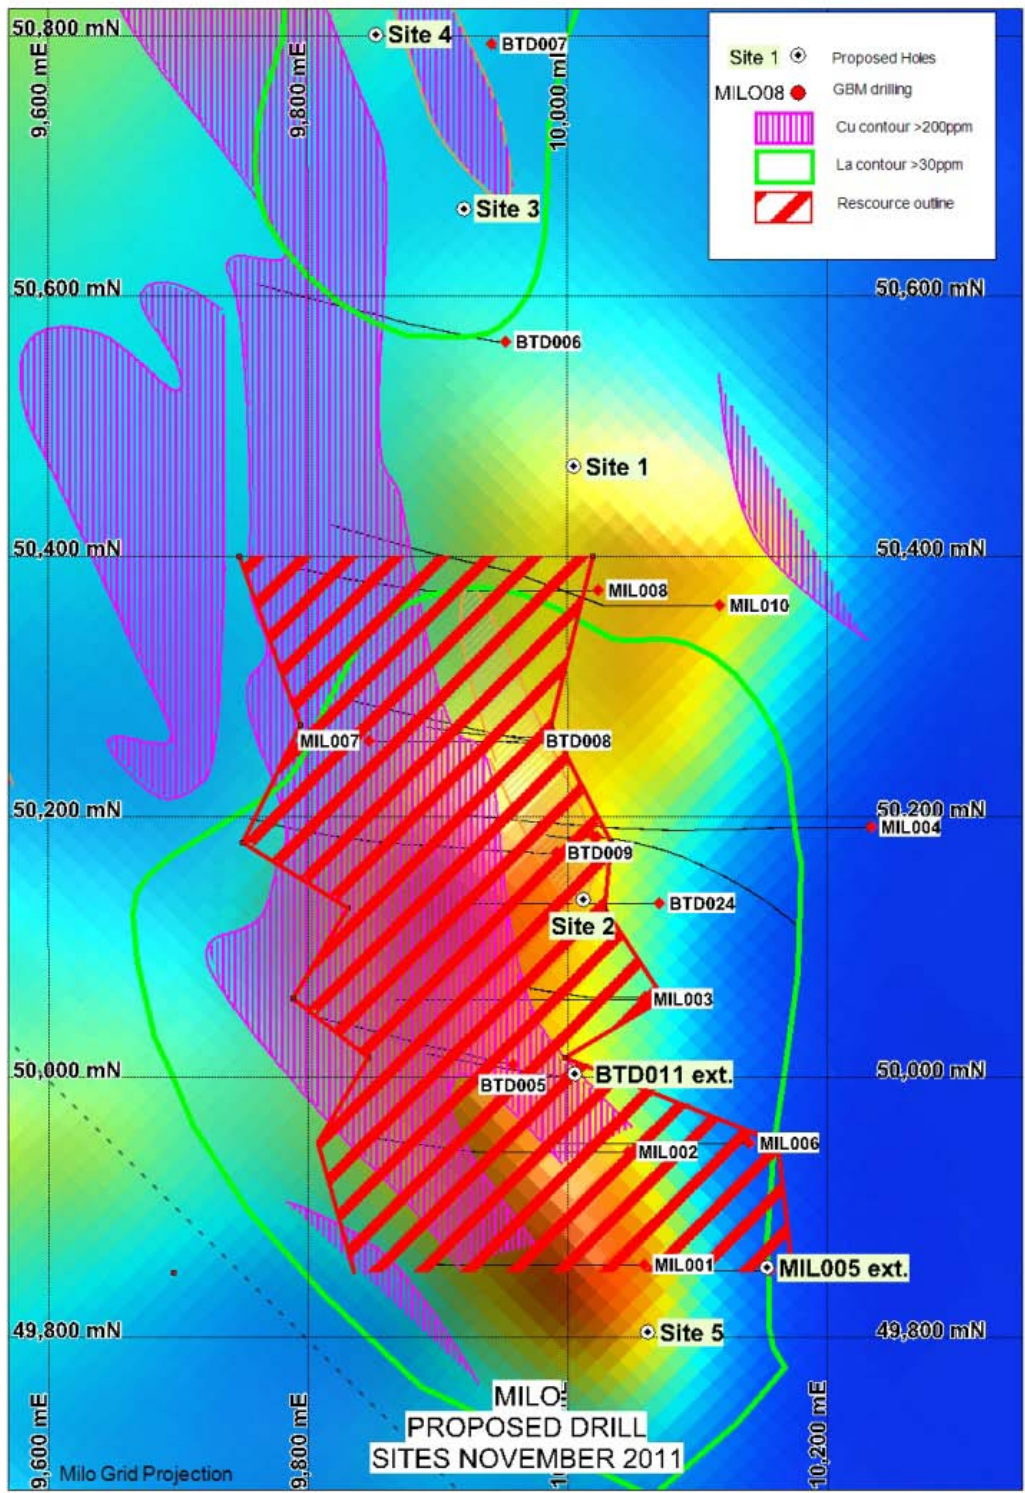 50,800 mN
Site 4
BTD007
9,600 mE
9,800 mE
Site 1
Proposed Holes
MILO08
GBM drilling
Cu contour >200ppm
La contour >30ppm
Rescource outline
Site 3
50,600 mN
50,600 mN
BTD006
Site 1
50,400 mN
50,400 mN
MIL008
MIL010
MIL007
BTD008
50,200 mN
50,200 mN
MIL004
BTD009
BTD024
Site 2
MIL003
50,000 mN
BTD011 ext.
50,000 mN
BTD005
MIL006
MIL002
MIL001
MIL005 ext.
49,800 mN
Site 5
49,800 mN
9,600 mE
9,800 mE
10,200 mE
MILO
PROPOSED DRILL
SITES NOVEMBER 2011
Milo Grid Projection